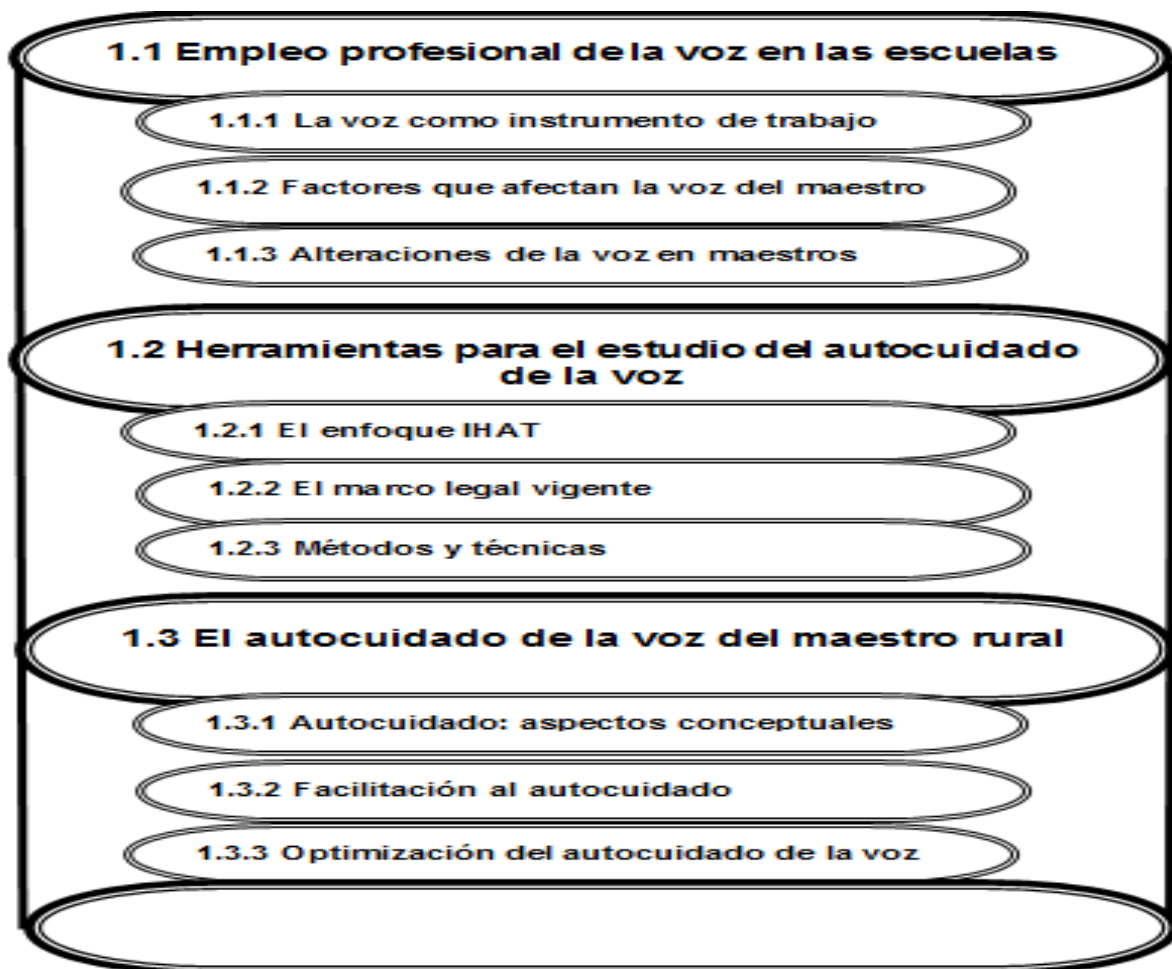 1.1 Empleo profesional de la voz en las escuelas
1.1.1 La voz como instrumento de trabajo
1.1.2 Factores que afectan la voz del maestro
1.1.3 Alteraciones de la voz en maestros
1.2 Herramientas para el estudio del autocuidado
de la voz
1.2.1 El enfoque IHAT
1.2.2 El marco legal vigente
1.2.3 Métodos y técnicas
1.3 El autocuidado de la voz del maestro rural
1.3.1 Autocuidado: aspectos conceptuales
1.3.2 Facilitación al autocuidado
1.3.3 Optimización del autocuidado de la voz